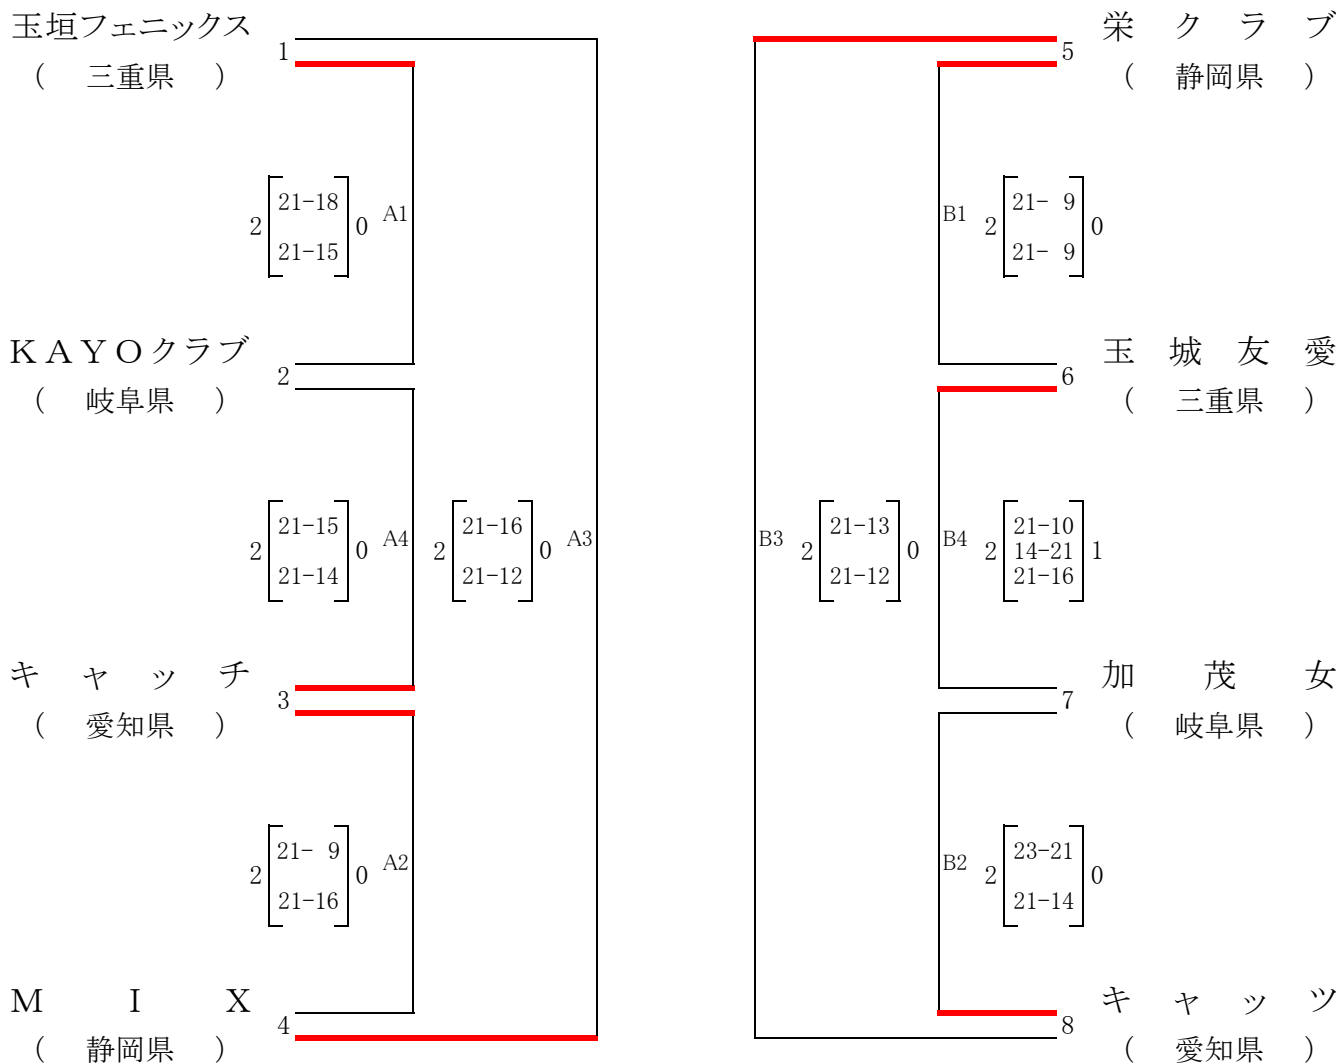 玉垣フェニックス
1
（ 三重県 ）
2 21-18 0 A1
21-15
KAYOクラブ
2
（ 岐阜県 ）
2 21-15 0 A4
21-14
2 21-16 0 A3
21-12
キャッチ
3
（ 愛知県 ）
2 21- 9 0 A2
21-16
MIX
4
（ 静岡県 ）
栄クラブ
5
（ 静岡県 ）
B1 2 21- 9 0
21- 9
玉城友愛
6
（ 三重県 ）
B3 2 21-13 0
21-12
B4 2 21-10 1
14-21
21-16
加茂女
7
（ 岐阜県 ）
B2 2 23-21 0
21-14
キャッツ
8
（ 愛知県 ）